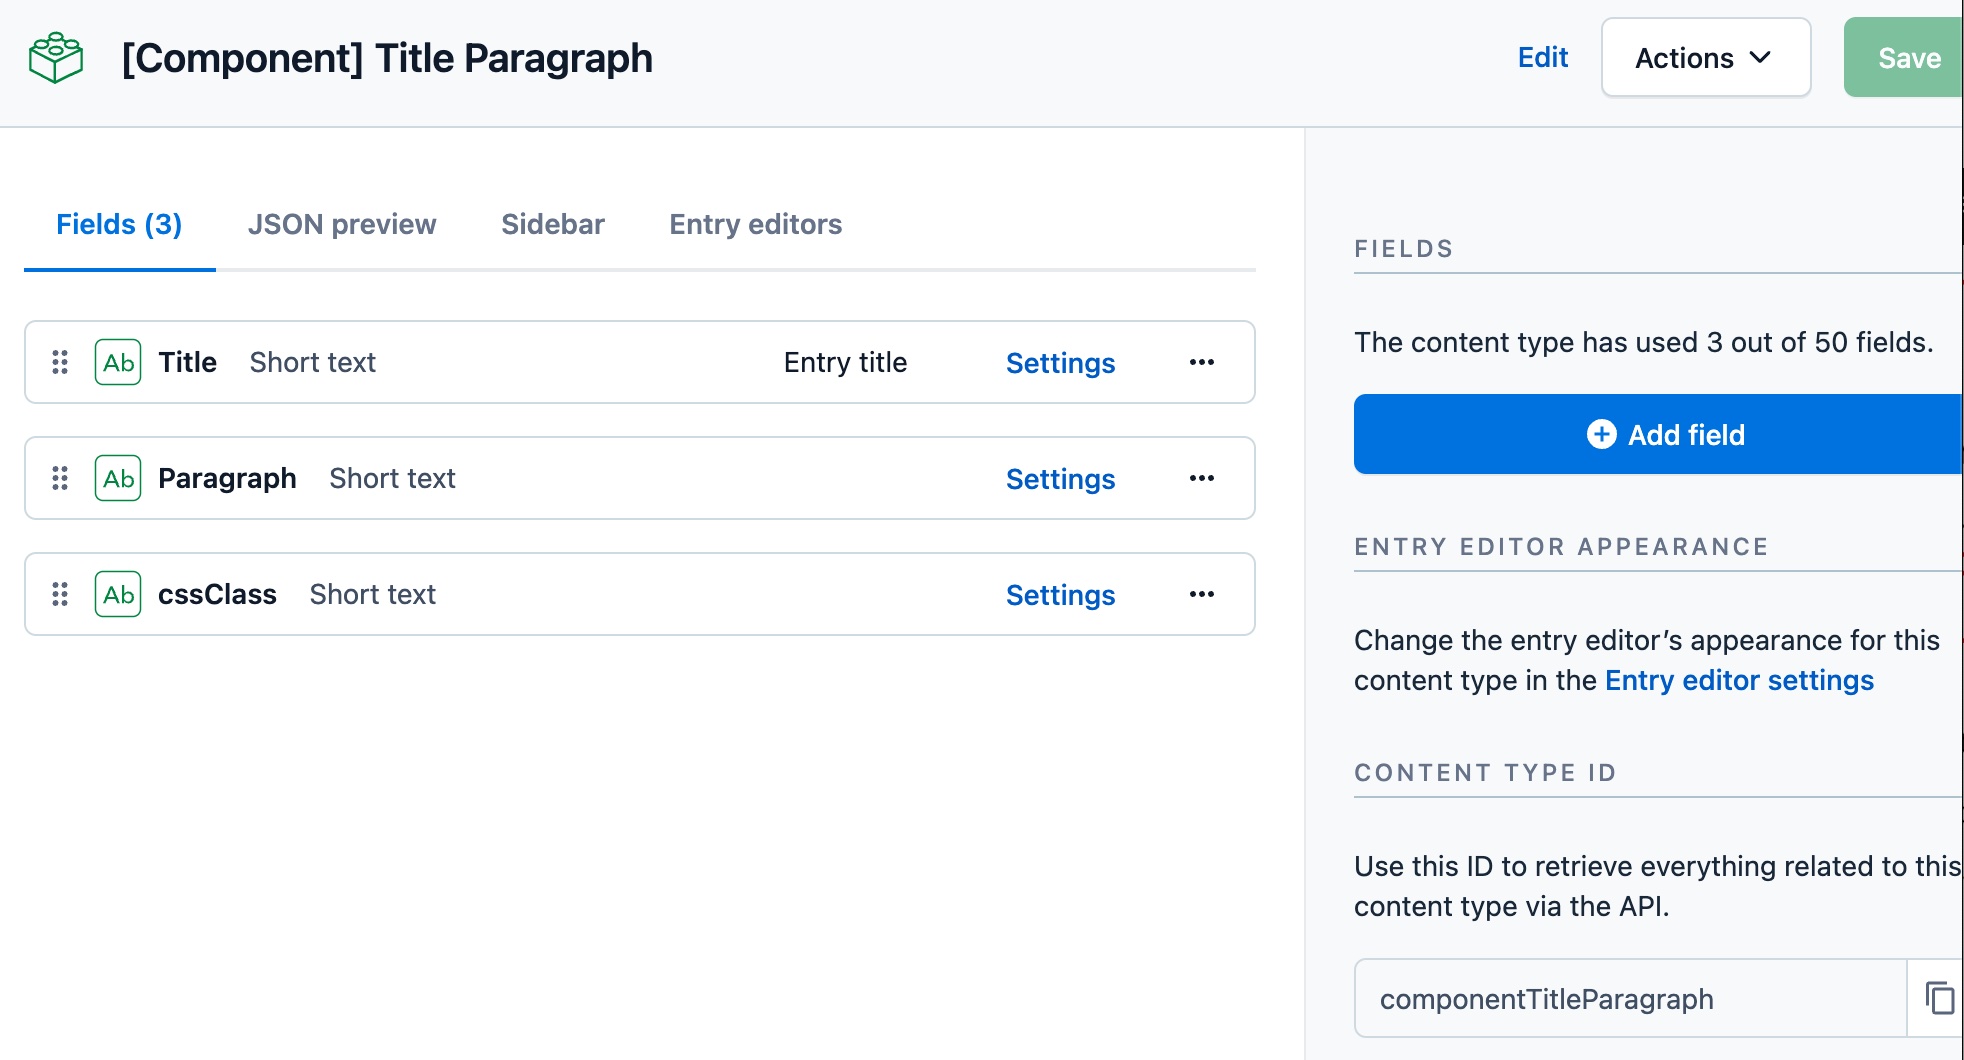 [Component] Title Paragraph
Edit
Actions
Save
Fields (3)
JSON preview
Sidebar
Entry editors
Ab Title Short text Entry title Settings
Ab Paragraph Short text Settings
Ab cssClass Short text Settings
FIELDS
The content type has used 3 out of 50 fields.
Add field
ENTRY EDITOR APPEARANCE
Change the entry editor’s appearance for this
content type in the Entry editor settings
CONTENT TYPE ID
Use this ID to retrieve everything related to this
content type via the API.
componentTitleParagraph